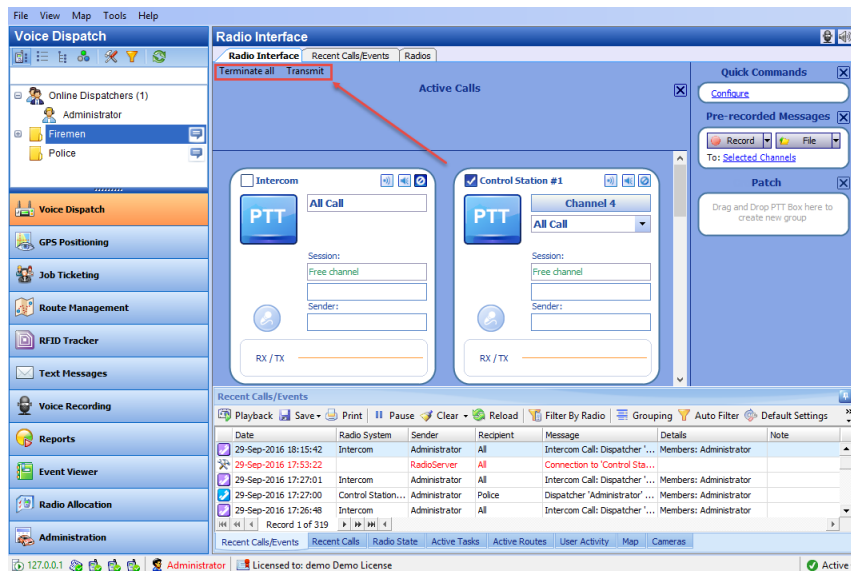 File View Map Tools Help
Voice Dispatch
Radio Interface
Radio Interface Recent Calls/Events Radios
Terminate all Transmit
Active Calls
Quick Commands
Configure
Pre-recorded Messages
Record File
To: Selected Channels
Patch
Drag and Drop PTT Box here to
create new group
Online Dispatchers (1)
Administrator
Firemen
Police
Voice Dispatch
GPS Positioning
Job Ticketing
Route Management
RFID Tracker
Text Messages
Voice Recording
Reports
Event Viewer
Radio Allocation
Administration
Intercom
PTT
All Call
Session:
Free channel
Sender:
RX / TX
Control Station #1
PTT
Channel 4
All Call
Session:
Free channel
Sender:
RX / TX
Recent Calls/Events
Playback Save Print Pause Clear Reload Filter By Radio Grouping Auto Filter Default Settings
Date Radio System Sender Recipient Message Details Note
29-Sep-2016 18:15:42 Intercom Administrator All Intercom Call: Dispatcher '... Members: Administrator
29-Sep-2016 17:53:22 RadioServer All Connection to 'Control Sta...
29-Sep-2016 17:27:01 Intercom Administrator All Intercom Call: Dispatcher '... Members: Administrator
29-Sep-2016 17:27:00 Control Station... Administrator Police Dispatcher 'Administrator' ... Members: Administrator
29-Sep-2016 17:26:48 Intercom Administrator All Intercom Call: Dispatcher '... Members: Administrator
Record 1 of 319
Recent Calls/Events Recent Calls Radio State Active Tasks Active Routes User Activity Map Cameras
127.0.0.1 Administrator Licensed to: demo Demo License Active